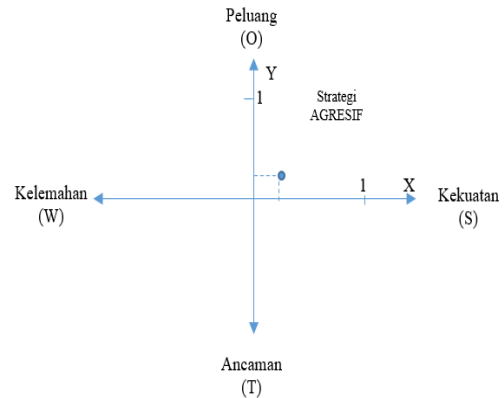 Peluang
(O)
Y
1
Strategi
AGRESIF
Kelemahan
(W)
1
X
Kekuatan
(S)
Ancaman
(T)